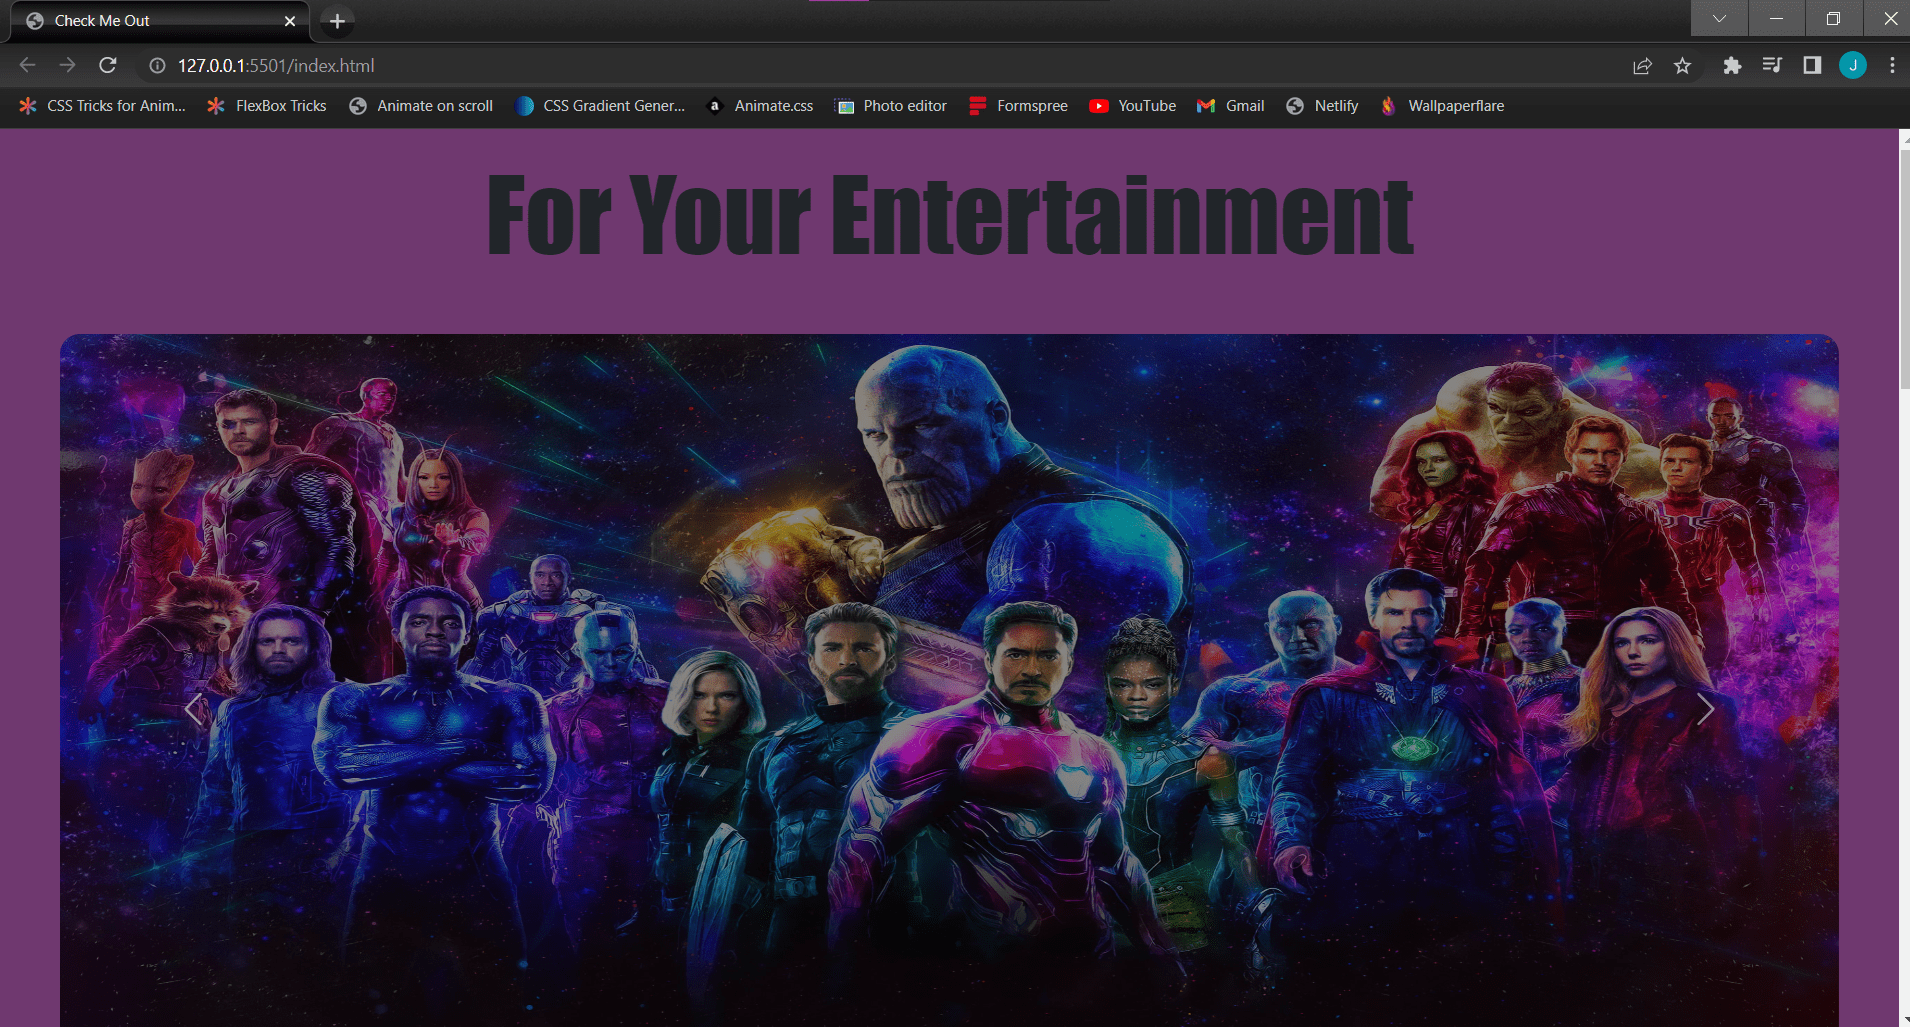 Check Me Out
127.0.0.1:5501/index.html
J
CSS Tricks for Anim... FlexBox Tricks Animate on scroll CSS Gradient Gener... Animate.css Photo editor Formspree YouTube Gmail Netlify Wallpaperflare
For Your Entertainment